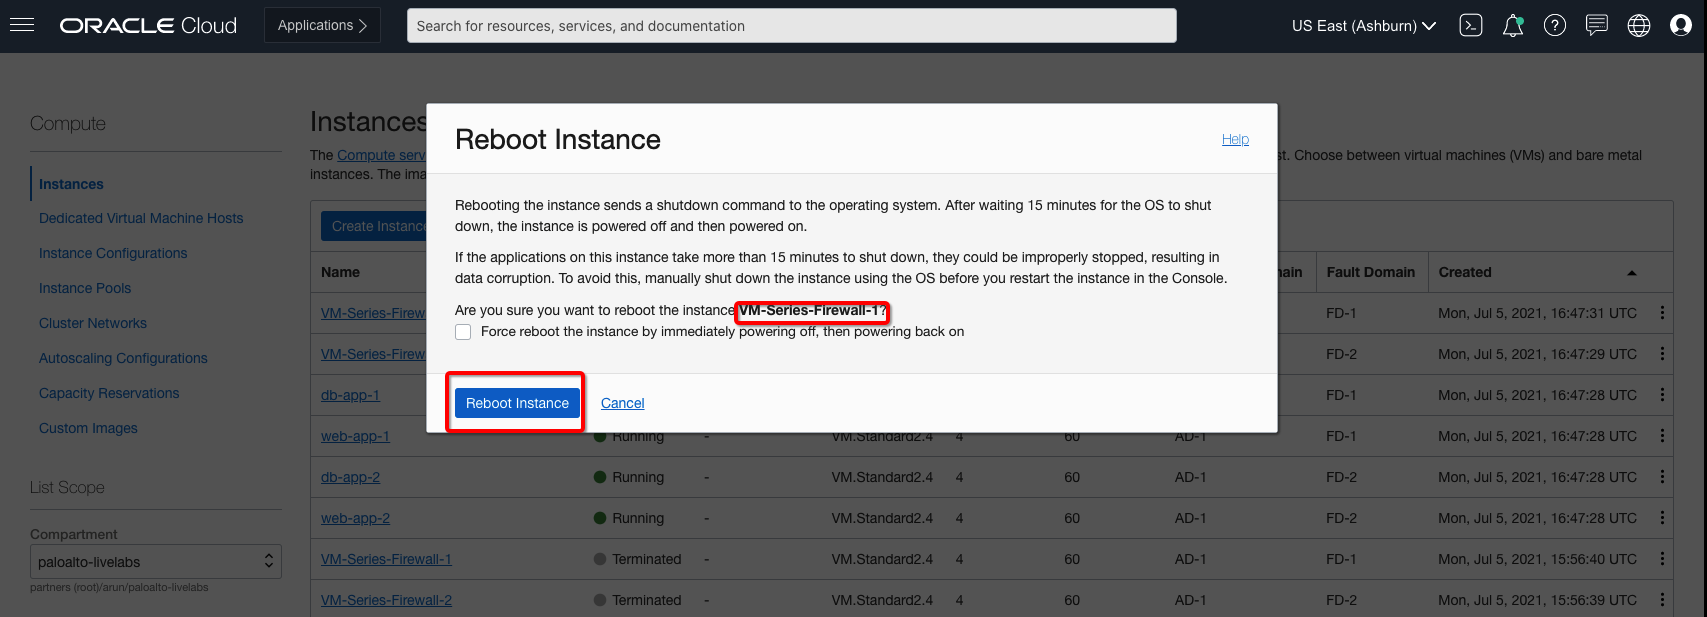 ORACLE Cloud
Applications
Search for resources, services, and documentation
US East (Ashburn)
Compute
Instances
Dedicated Virtual Machine Hosts
Instance Configurations
Instance Pools
Cluster Networks
Autoscaling Configurations
Capacity Reservations
Custom Images
List Scope
Compartment
paloalto-livelabs
partners (root)/arun/paloalto-livelabs
Instances
The Compute serv
st. Choose between virtual machines (VMs) and bare metal
instances. The ima
Create Instance
Reboot Instance
Help
Rebooting the instance sends a shutdown command to the operating system. After waiting 15 minutes for the OS to shut
down, the instance is powered off and then powered on.
If the applications on this instance take more than 15 minutes to shut down, they could be improperly stopped, resulting in
data corruption. To avoid this, manually shut down the instance using the OS before you restart the instance in the Console.
Are you sure you want to reboot the instance VM-Series-Firewall-1?
Force reboot the instance by immediately powering off, then powering back on
Reboot Instance
Cancel
Name main Fault Domain Created
VM-Series-Firew FD-1 Mon, Jul 5, 2021, 16:47:31 UTC
VM-Series-Firew FD-2 Mon, Jul 5, 2021, 16:47:29 UTC
db-app-1 FD-1 Mon, Jul 5, 2021, 16:47:28 UTC
web-app-1 Running - VM.Standard2.4 4 60 AD-1 FD-1 Mon, Jul 5, 2021, 16:47:28 UTC
db-app-2 Running - VM.Standard2.4 4 60 AD-1 FD-2 Mon, Jul 5, 2021, 16:47:28 UTC
web-app-2 Running - VM.Standard2.4 4 60 AD-1 FD-2 Mon, Jul 5, 2021, 16:47:28 UTC
VM-Series-Firewall-1 Terminated - VM.Standard2.4 4 60 AD-1 FD-1 Mon, Jul 5, 2021, 15:56:40 UTC
VM-Series-Firewall-2 Terminated - VM.Standard2.4 4 60 AD-1 FD-2 Mon, Jul 5, 2021, 15:56:39 UTC